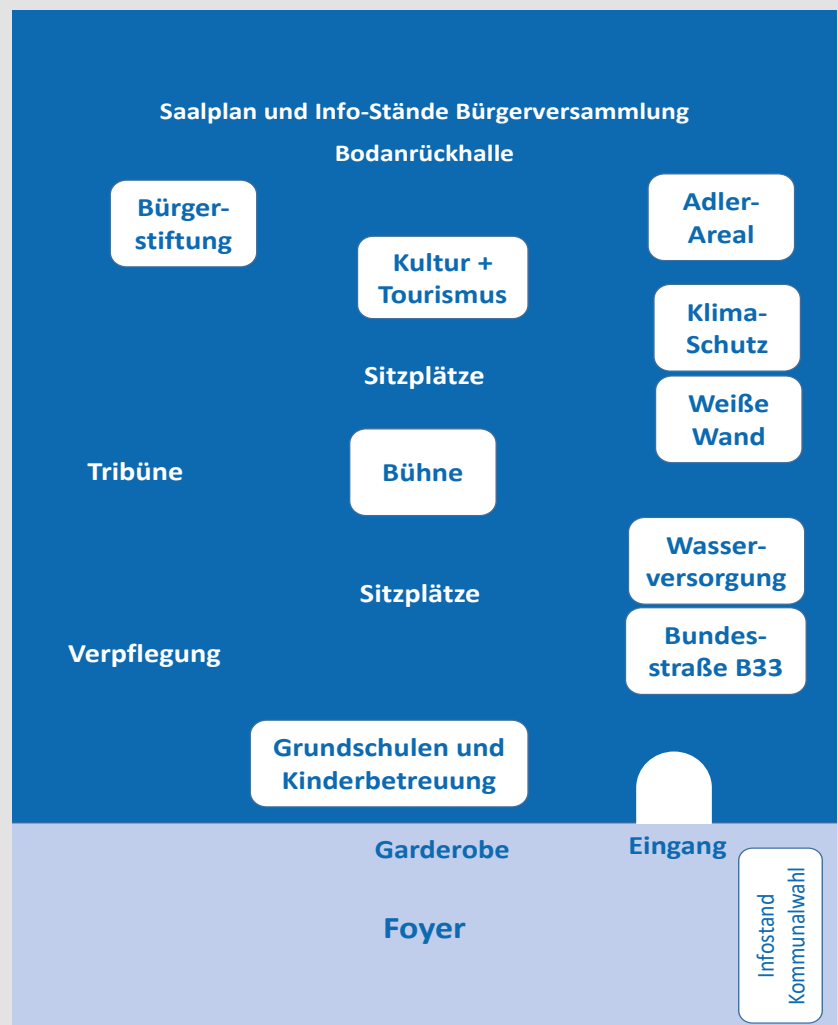 Saalplan und Info-Stände Bürgerversammlung
Bodanrückhalle
Bürger-
stiftung
Adler-
Areal
Kultur +
Tourismus
Klima-
Schutz
Sitzplätze
Weiße
Wand
Tribüne
Bühne
Wasser-
versorgung
Sitzplätze
Verpflegung
Bundes-
straße B33
Grundschulen und
Kinderbetreuung
Garderobe
Eingang
Foyer
Infostand
Kommunalwahl